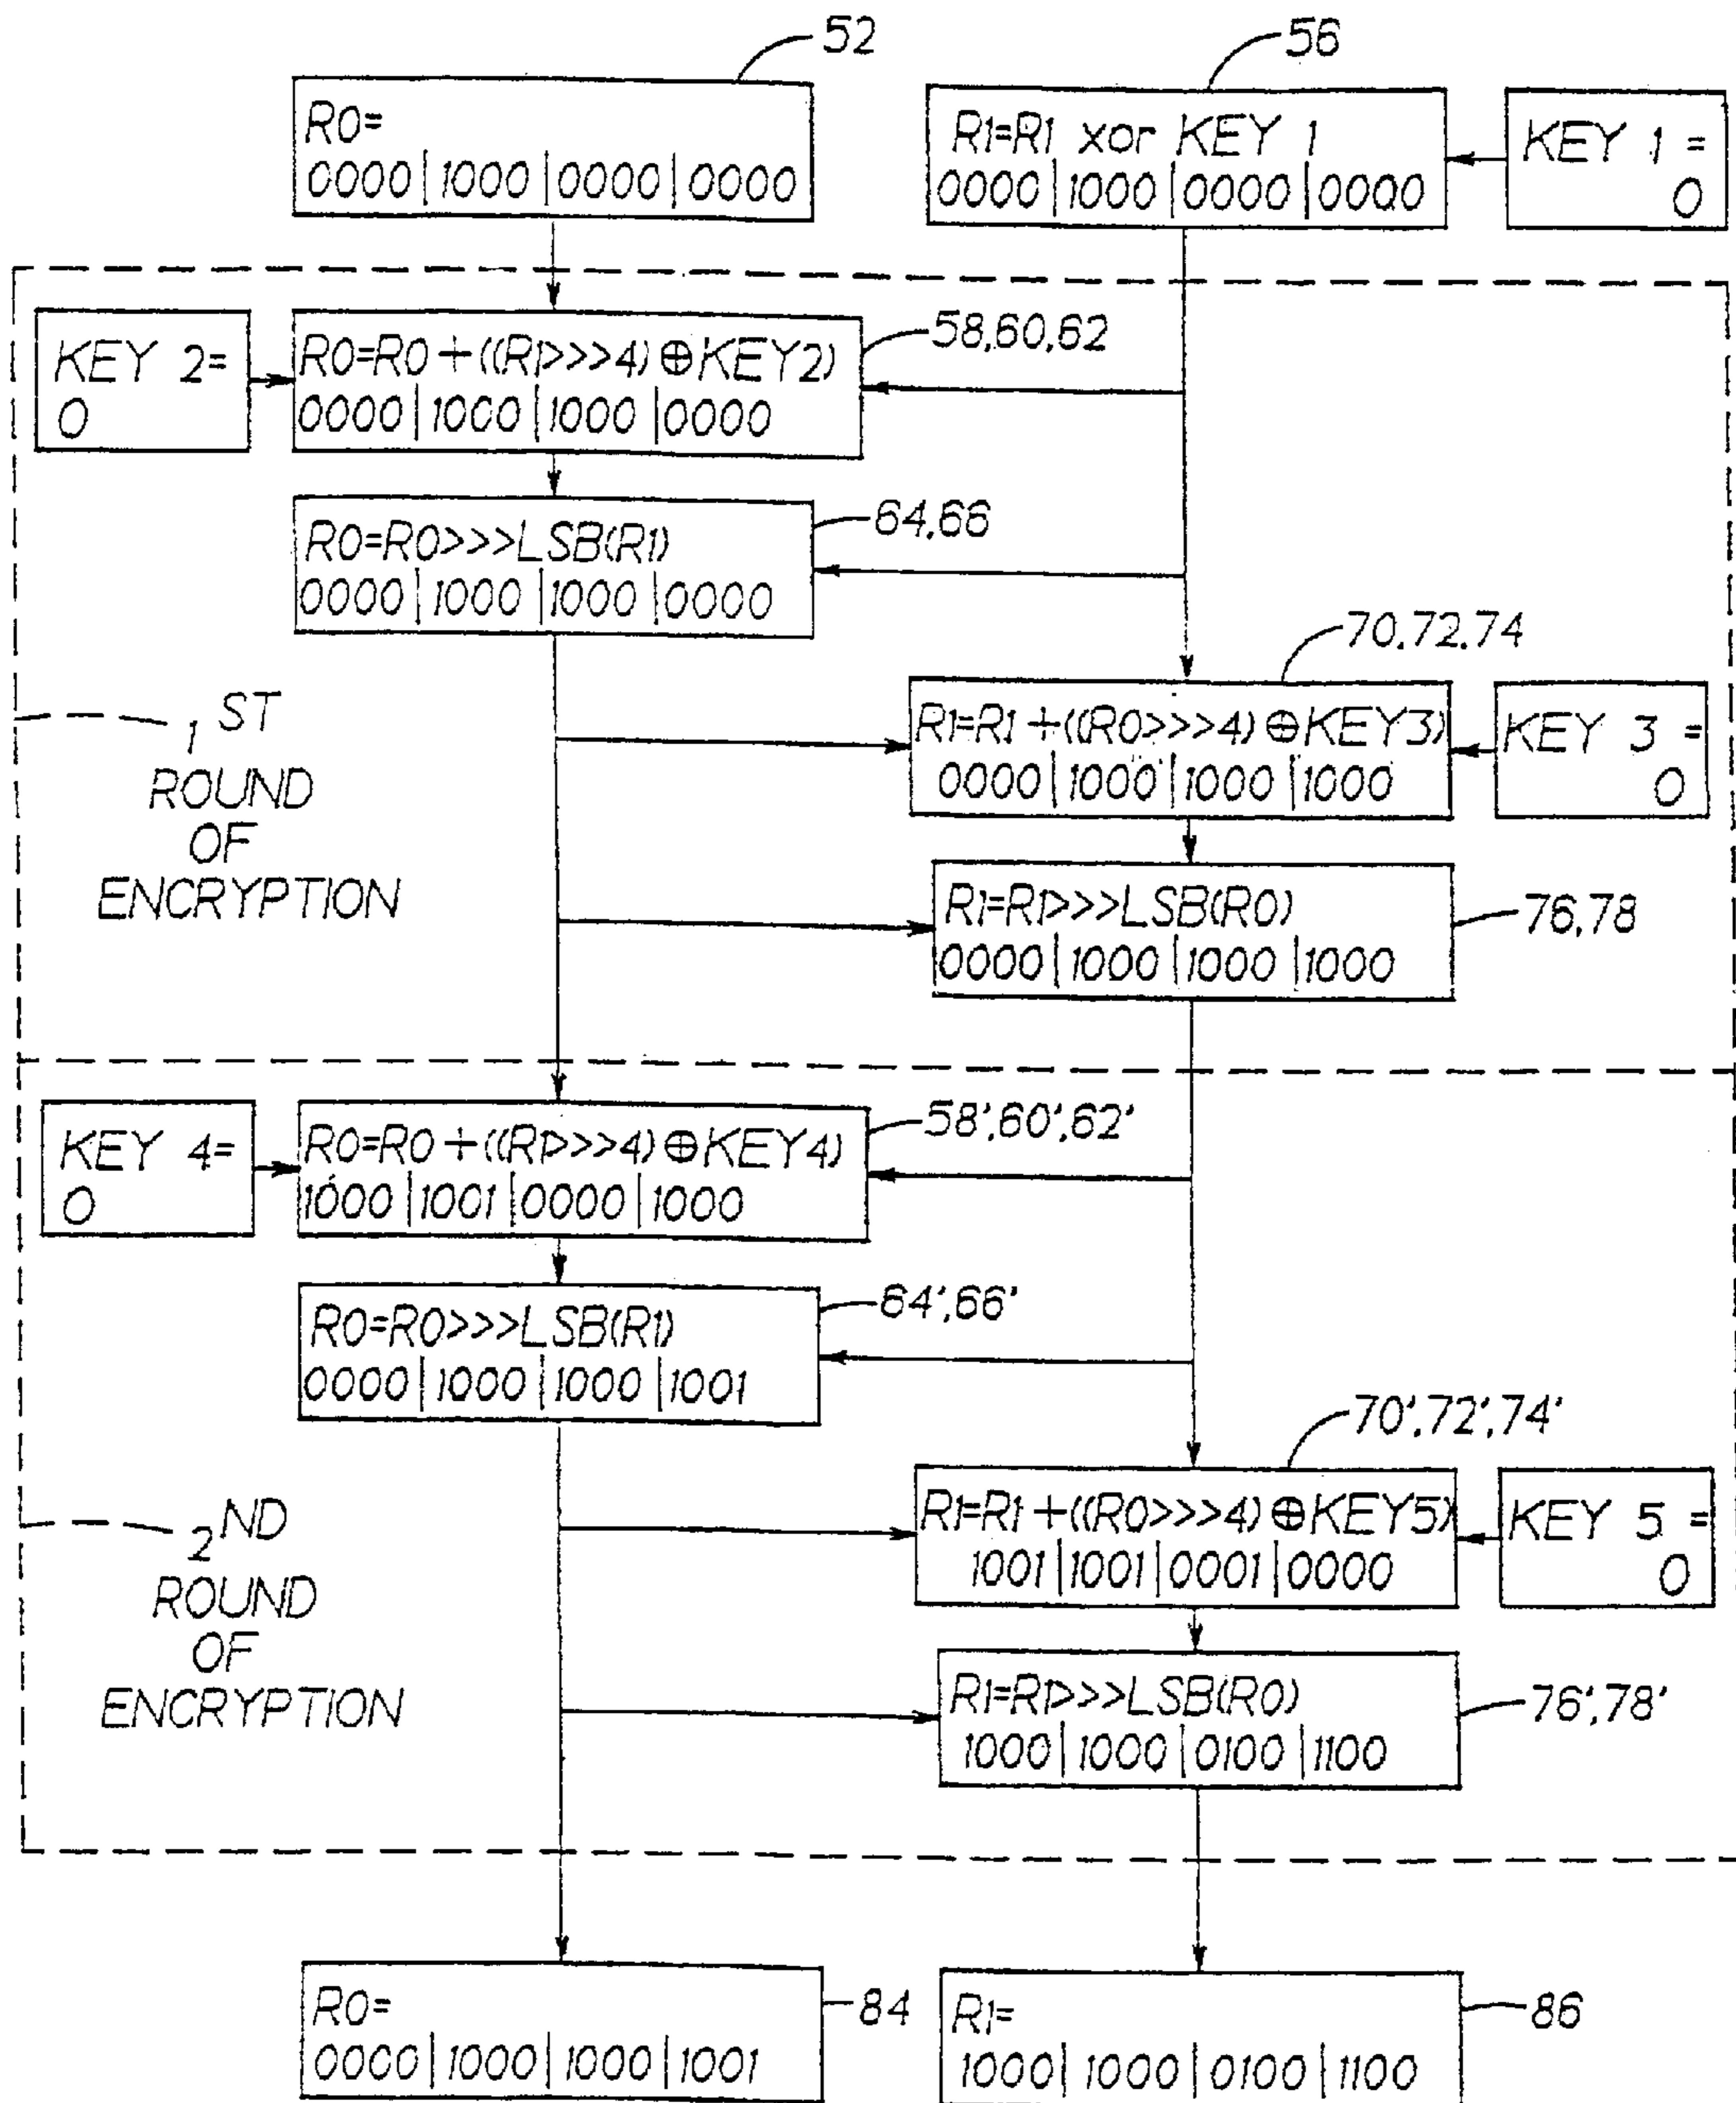 52
56
R0=
0000|1000|0000|0000
R1=R1 xor KEY 1
0000|1000|0000|0000
KEY 1 =
0
KEY 2=
0
R0=R0+((R1>>>4)⊕KEY2)
0000|1000|1000|0000
58,60,62
R0=R0>>>LSB(R1)
0000|1000|1000|0000
64,66
70,72,74
1 ST
ROUND
OF
ENCRYPTION
R1=R1+((R0>>>4)⊕KEY3)
0000|1000|1000|1000
KEY 3 =
0
R1=R1>>>LSB(R0)
0000|1000|1000|1000
76,78
KEY 4=
0
R0=R0+((R1>>>4)⊕KEY4)
1000|1001|0000|1000
58',60',62'
R0=R0>>>LSB(R1)
0000|1000|1000|1001
64',66'
70',72',74'
2 ND
ROUND
OF
ENCRYPTION
R1=R1+((R0>>>4)⊕KEY5)
1001|1001|0001|0000
KEY 5 =
0
R1=R1>>>LSB(R0)
1000|1000|0100|1100
76',78'
R0=
0000|1000|1000|1001
84
R1=
1000|1000|0100|1100
86